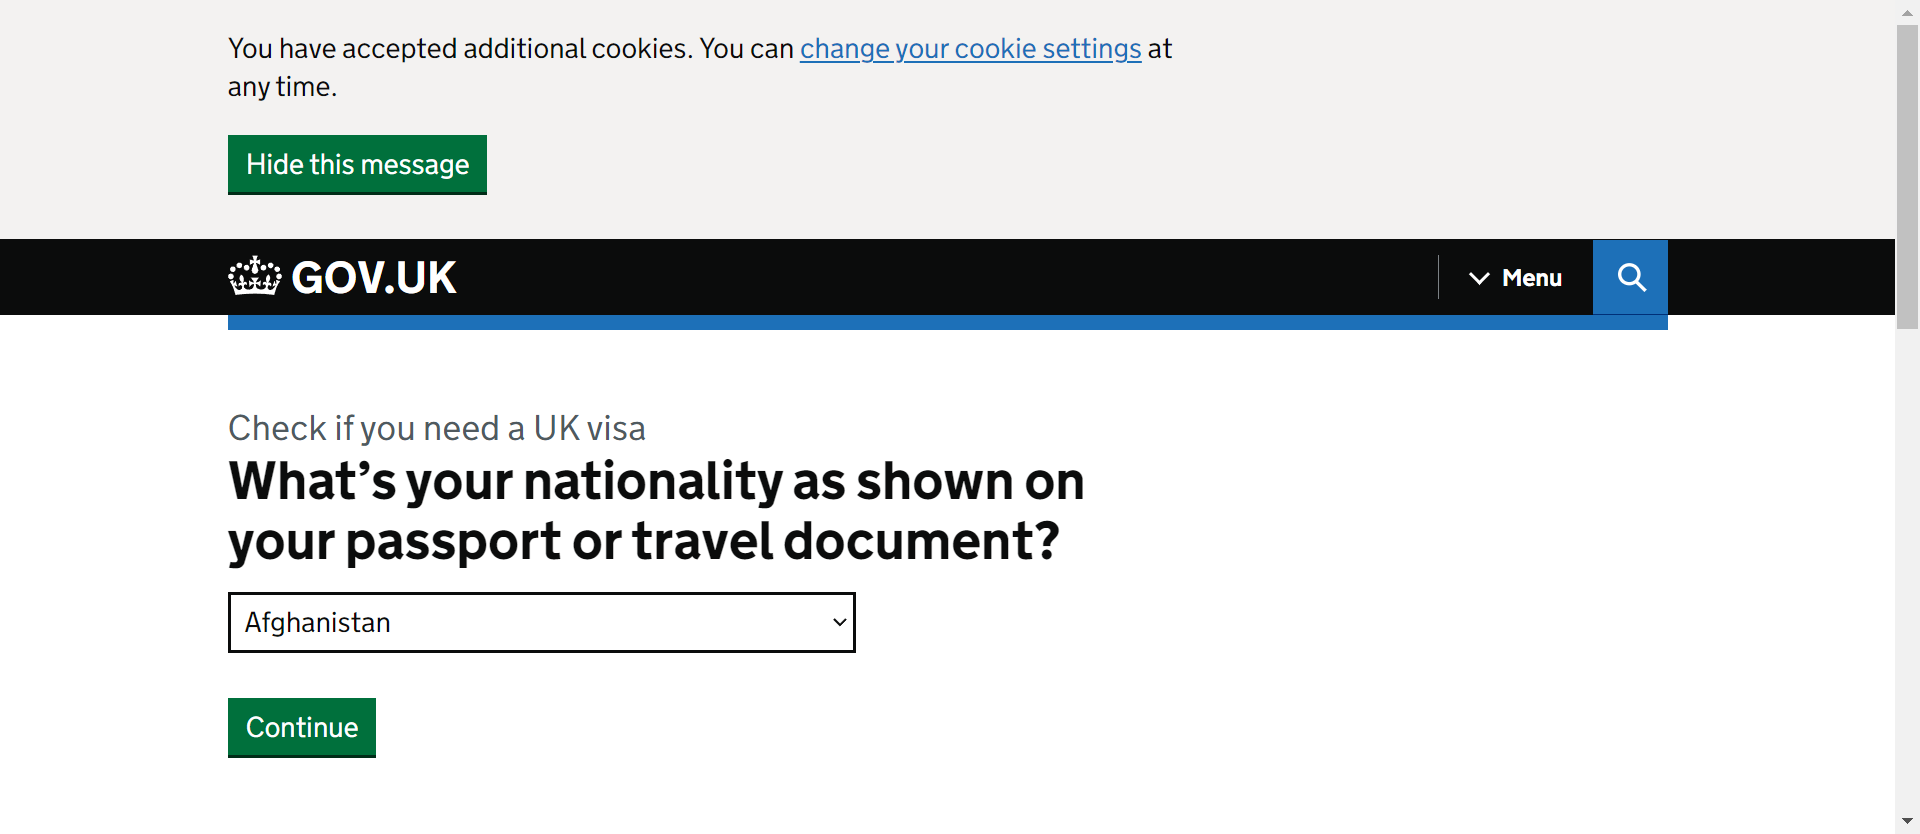 You have accepted additional cookies. You can change your cookie settings at
any time.
Hide this message
GOV.UK
Menu
Check if you need a UK visa
What’s your nationality as shown on
your passport or travel document?
Afghanistan
Continue